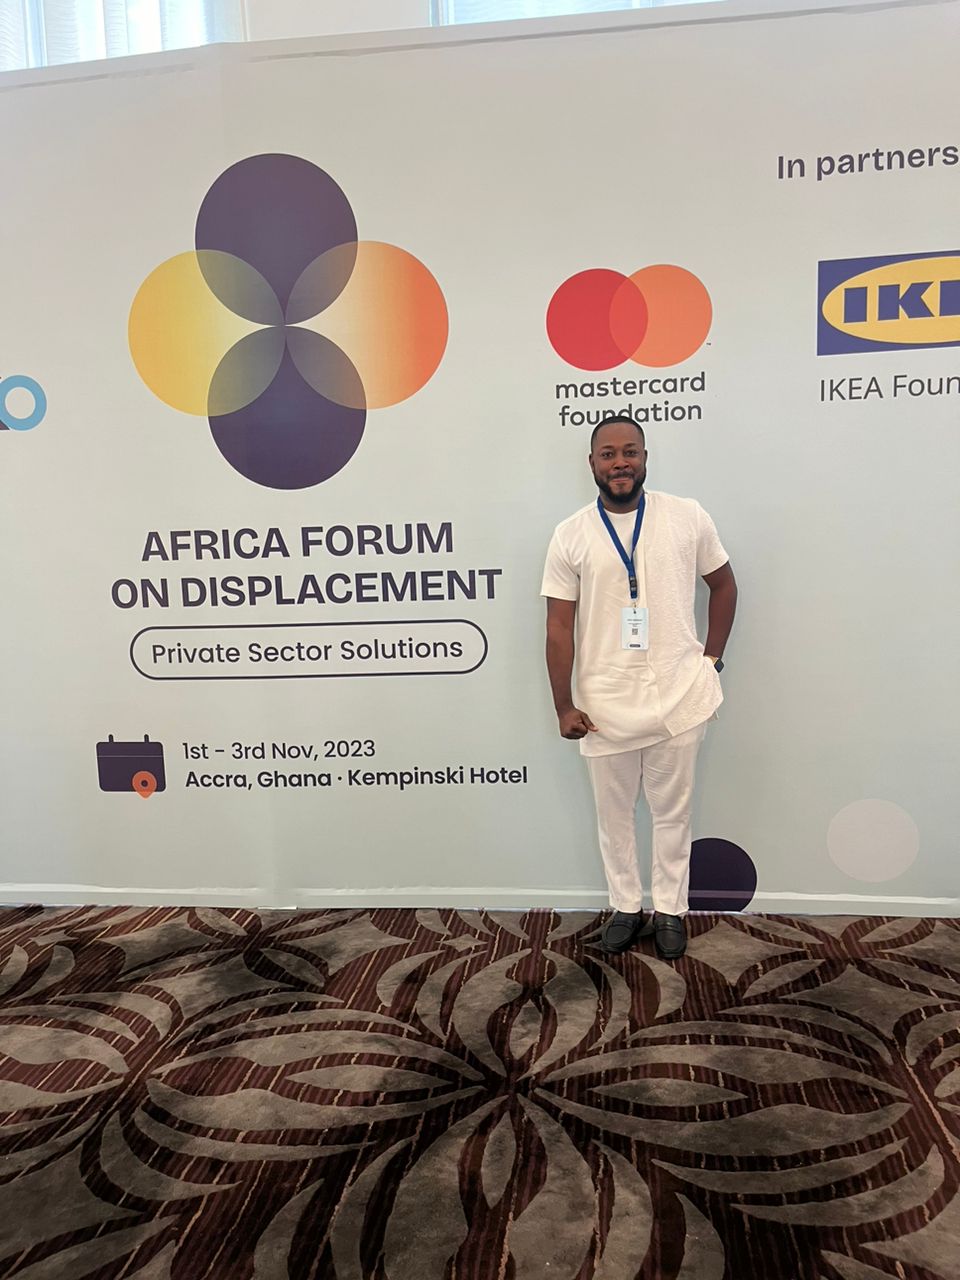 In partners
IKE
IKEA Foun
mastercard
foundation
AFRICA FORUM
ON DISPLACEMENT
Private Sector Solutions
1st - 3rd Nov, 2023
Accra, Ghana · Kempinski Hotel